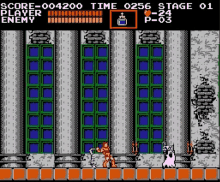 SCORE-004200 TIME 0256 STAGE 01
PLAYER -24
ENEMY P-03